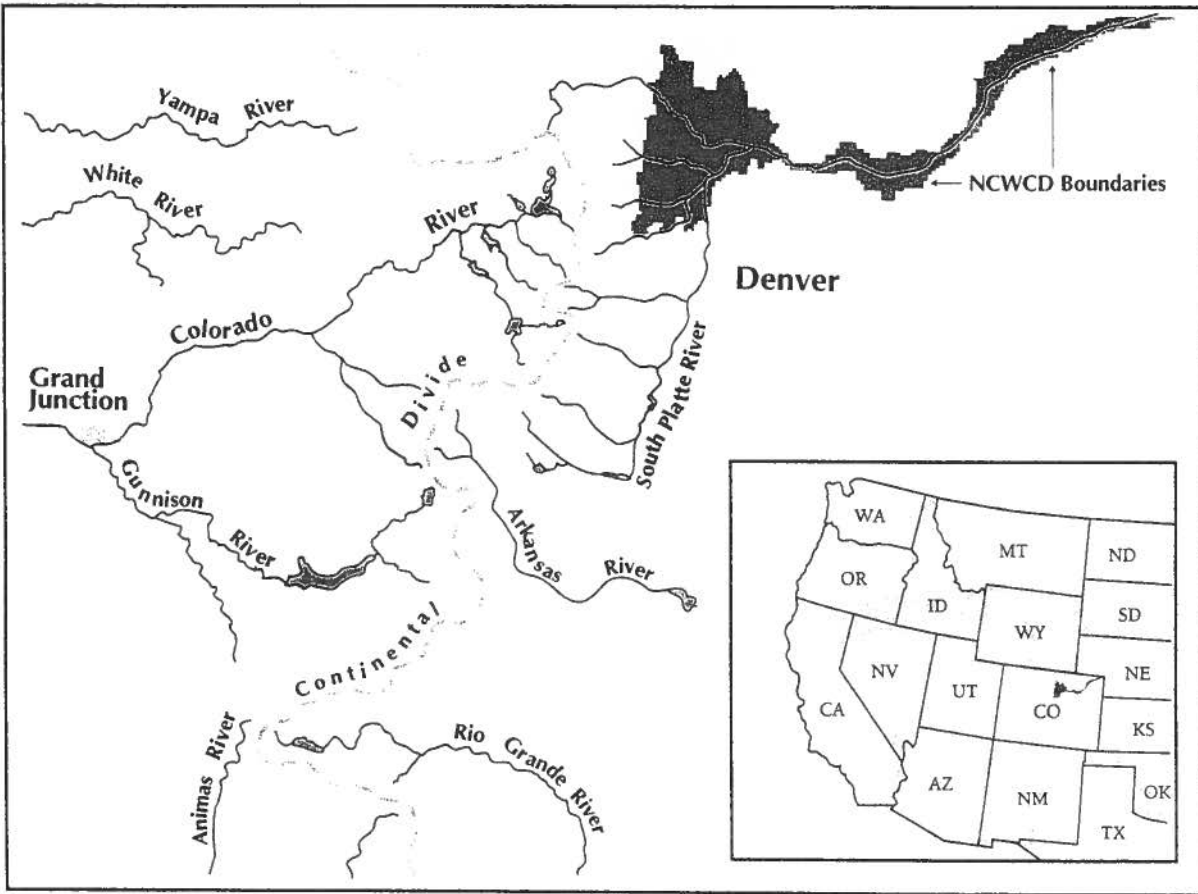 Yampa River
White
River
NCWCD Boundaries
River
Denver
Colorado
Grand
Junction
Divide
South Platte River
Gunnison
River
Arkansas River
Continental
Animas River
Rio Grande River
WA
MT
ND
OR
ID
SD
WY
NV
UT
NE
CA
CO
KS
AZ
NM
OK
TX